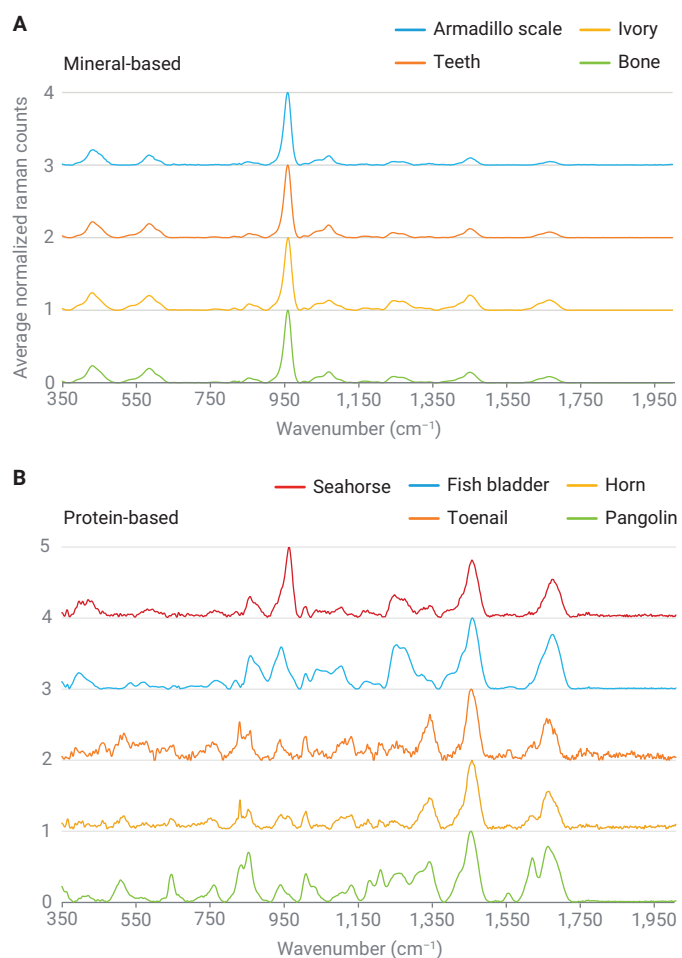 A
Armadillo scale Ivory
Mineral-based Teeth Bone
Average normalized raman counts
4
3
2
1
0
350 550 750 950 1,150 1,350 1,550 1,750 1,950
Wavenumber (cm⁻¹)
B
Seahorse Fish bladder Horn
Protein-based Toenail Pangolin
5
4
3
2
1
0
350 550 750 950 1,150 1,350 1,550 1,750 1,950
Wavenumber (cm⁻¹)